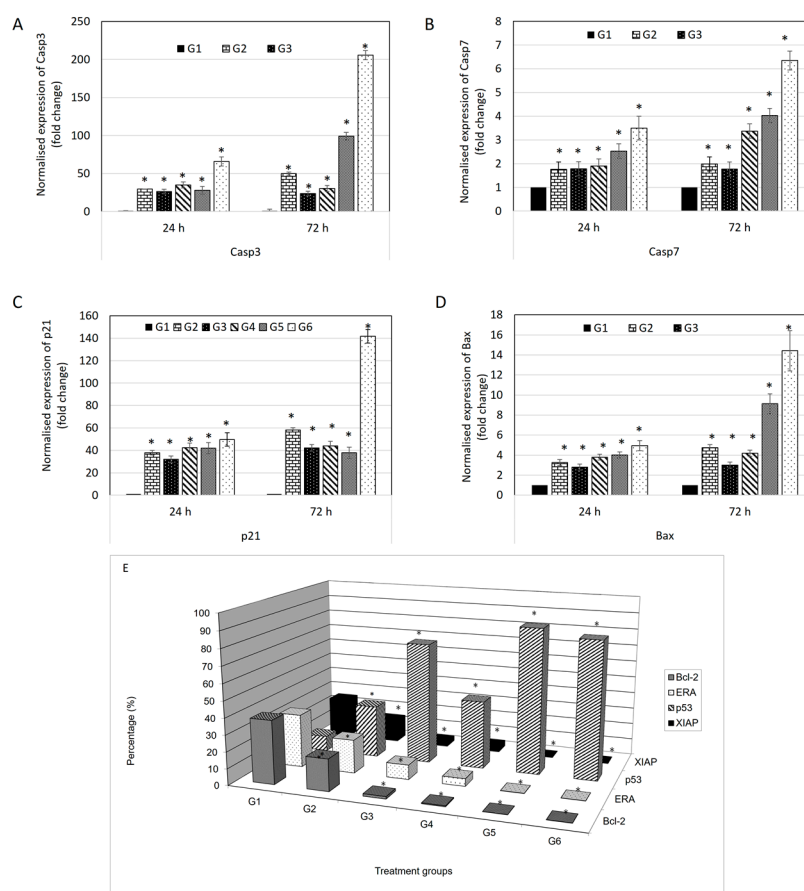 A
Normalised expression of Casp3
(fold change)
250
200
150
100
50
0
G1 G2 G3
* * * * *
* * * * *
24 h 72 h
Casp3
B
Normalised expression of Casp7
(fold change)
8
7
6
5
4
3
2
1
0
G1 G2 G3
* * * * *
* * * * *
24 h 72 h
Casp7
C
Normalised expression of p21
(fold change)
160
140
120
100
80
60
40
20
0
G1 G2 G3 G4 G5 G6
* * * * *
* * * * *
24 h 72 h
p21
D
Normalised expression of Bax
(fold change)
18
16
14
12
10
8
6
4
2
0
G1 G2 G3
* * * * *
* * * * *
24 h 72 h
Bax
E
Percentage (%)
100
90
80
70
60
50
40
30
20
10
0
G1 G2 G3 G4 G5 G6
Treatment groups
XIAP
p53
ERA
Bcl-2
Bcl-2
ERA
p53
XIAP